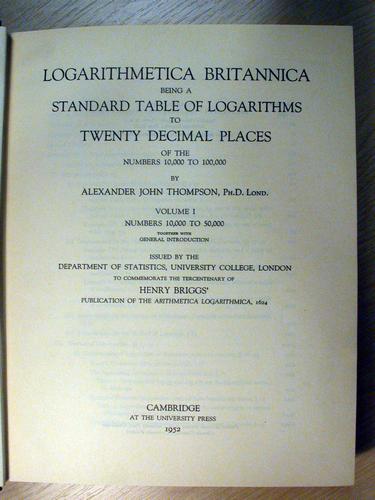 LOGARITHMETICA BRITANNICA
BEING A
STANDARD TABLE OF LOGARITHMS
TO
TWENTY DECIMAL PLACES
OF THE
NUMBERS 10,000 TO 100,000
BY
ALEXANDER JOHN THOMPSON, PH.D. LOND.
VOLUME I
NUMBERS 10,000 TO 50,000
TOGETHER WITH
GENERAL INTRODUCTION
ISSUED BY THE
DEPARTMENT OF STATISTICS, UNIVERSITY COLLEGE, LONDON
TO COMMEMORATE THE TERCENTENARY OF
HENRY BRIGGS'
PUBLICATION OF THE ARITHMETICA LOGARITHMICA, 1624
CAMBRIDGE
AT THE UNIVERSITY PRESS
1952